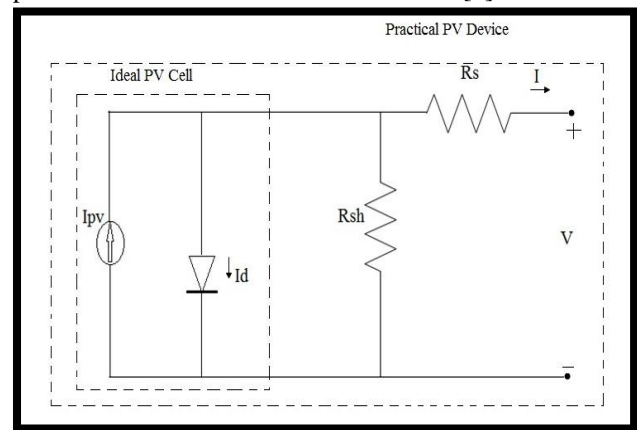 Practical PV Device
Ideal PV Cell
Rs
I
+
Ipv
Id
Rsh
V
-